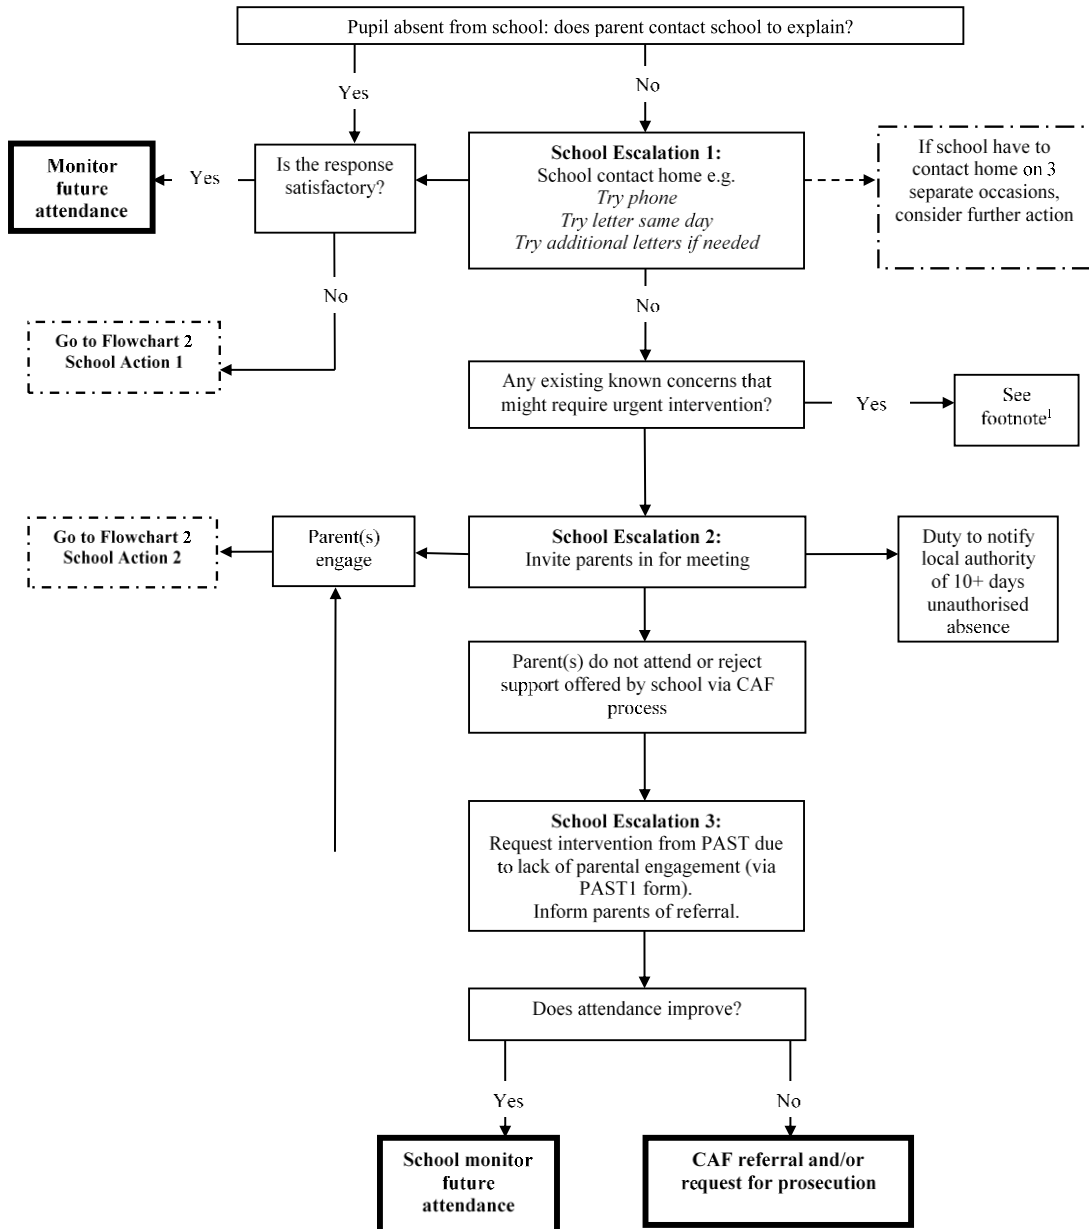 Pupil absent from school: does parent contact school to explain?
Yes
No
Monitor
future
attendance
Yes
Is the response
satisfactory?
School Escalation 1:
School contact home e.g.
Try phone
Try letter same day
Try additional letters if needed
If school have to
contact home on 3
separate occasions,
consider further action
No
No
Go to Flowchart 2
School Action 1
Any existing known concerns that
might require urgent intervention?
Yes
See
footnote1
Go to Flowchart 2
School Action 2
Parent(s)
engage
School Escalation 2:
Invite parents in for meeting
Duty to notify
local authority
of 10+ days
unauthorised
absence
Parent(s) do not attend or reject
support offered by school via CAF
process
School Escalation 3:
Request intervention from PAST due
to lack of parental engagement (via
PAST1 form).
Inform parents of referral.
Does attendance improve?
Yes
No
School monitor
future
attendance
CAF referral and/or
request for prosecution